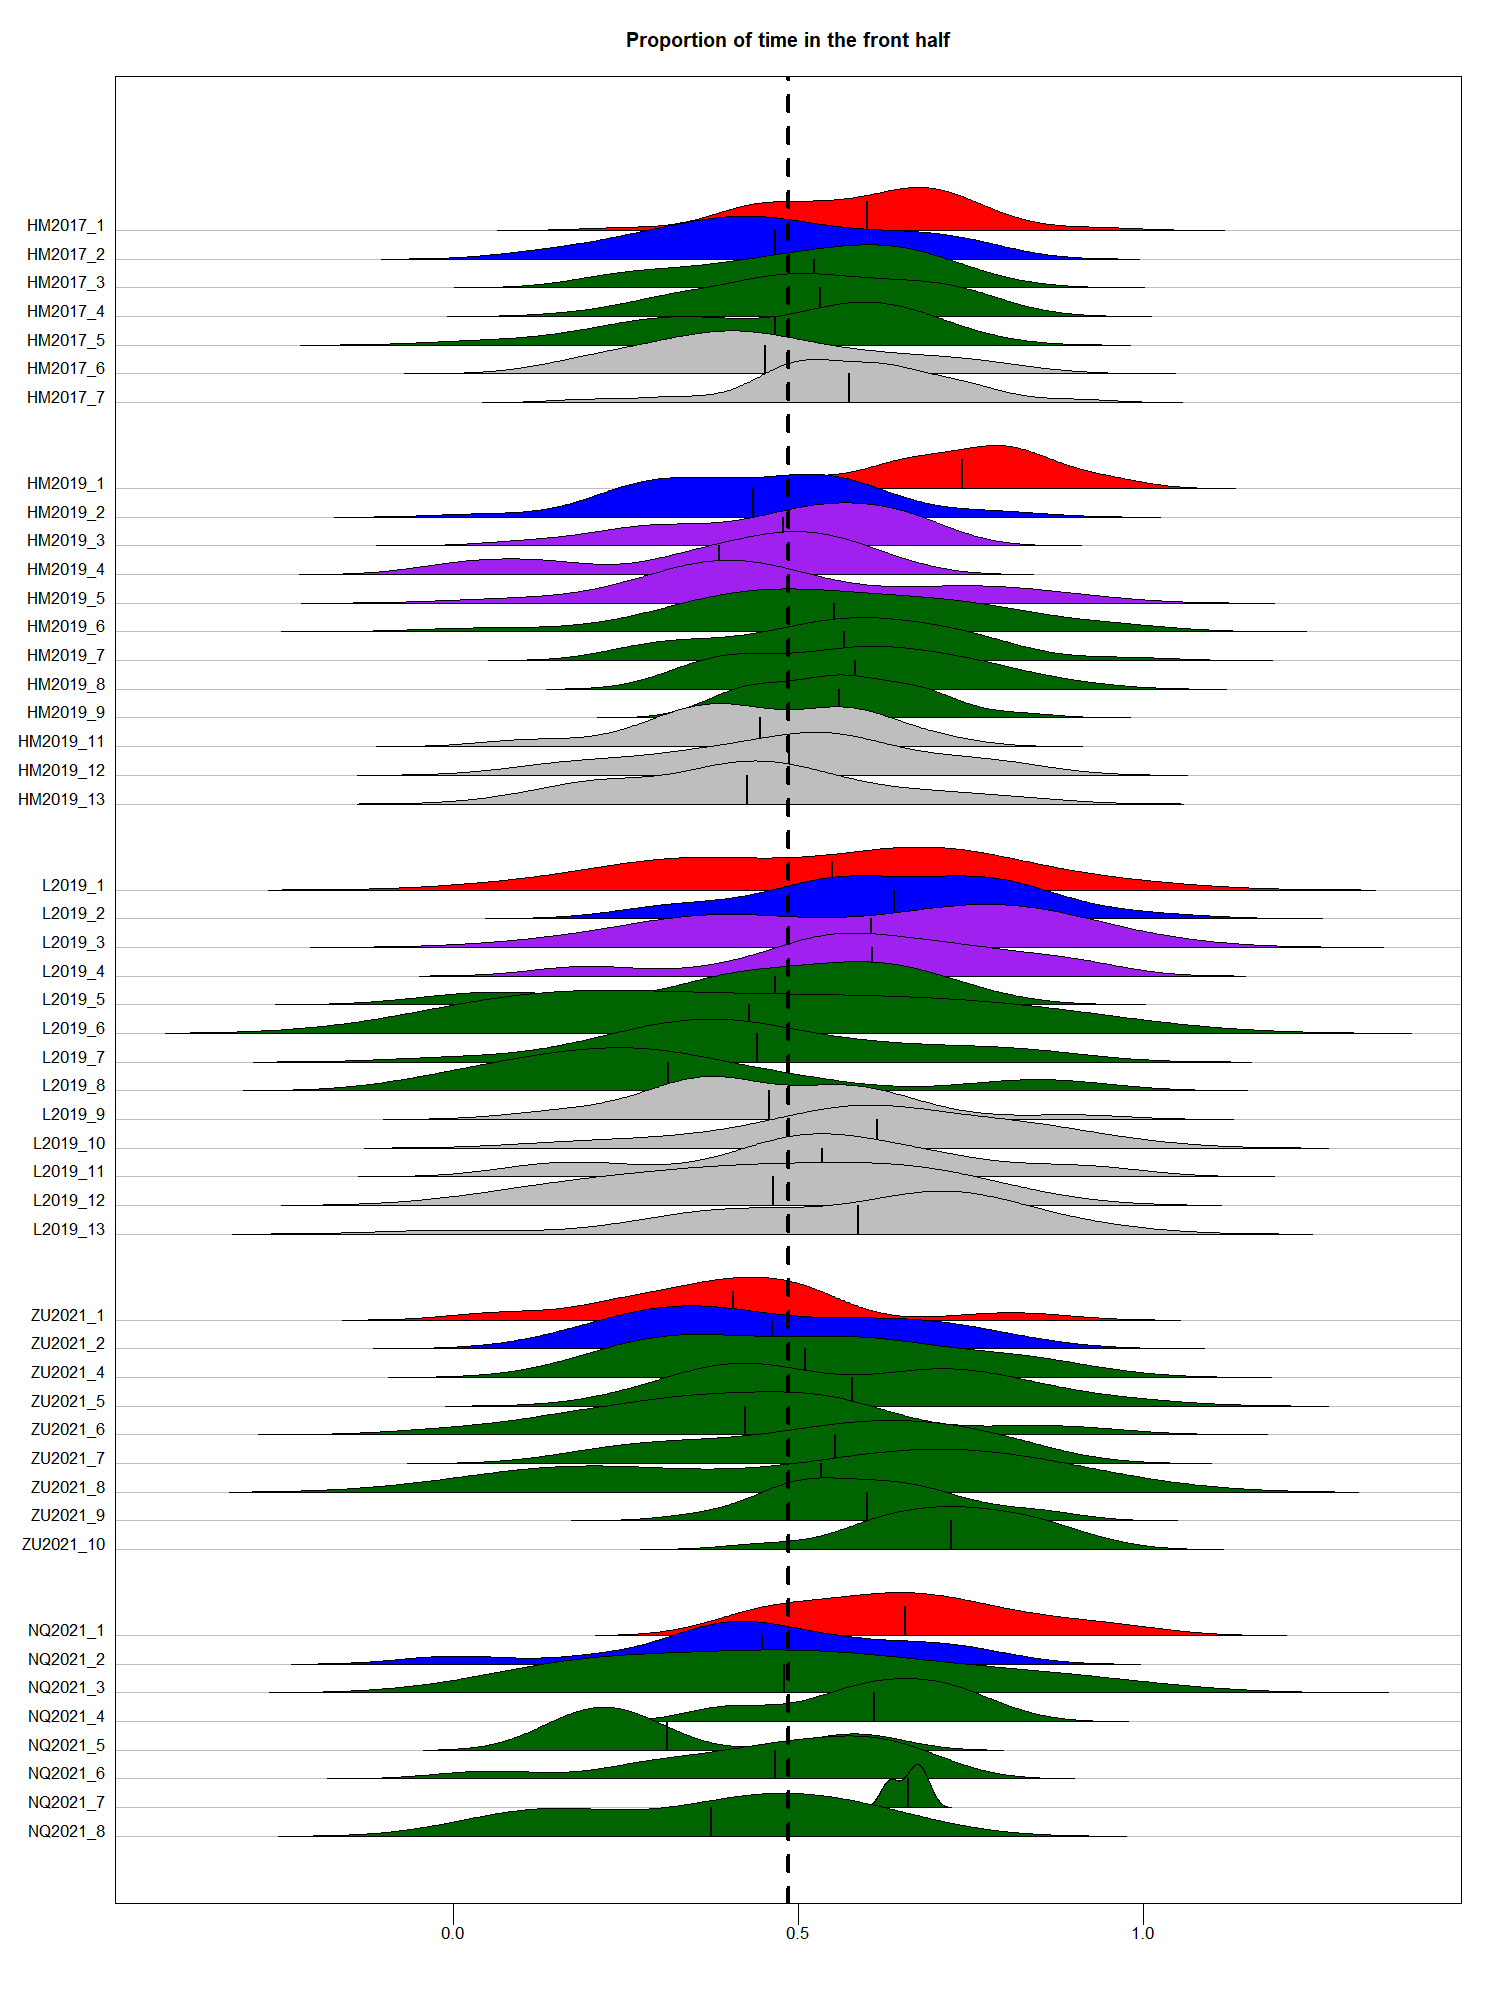 Proportion of time in the front half
HM2017_1
HM2017_2
HM2017_3
HM2017_4
HM2017_5
HM2017_6
HM2017_7
HM2019_1
HM2019_2
HM2019_3
HM2019_4
HM2019_5
HM2019_6
HM2019_7
HM2019_8
HM2019_9
HM2019_11
HM2019_12
HM2019_13
L2019_1
L2019_2
L2019_3
L2019_4
L2019_5
L2019_6
L2019_7
L2019_8
L2019_9
L2019_10
L2019_11
L2019_12
L2019_13
ZU2021_1
ZU2021_2
ZU2021_4
ZU2021_5
ZU2021_6
ZU2021_7
ZU2021_8
ZU2021_9
ZU2021_10
NQ2021_1
NQ2021_2
NQ2021_3
NQ2021_4
NQ2021_5
NQ2021_6
NQ2021_7
NQ2021_8
0.0 0.5 1.0